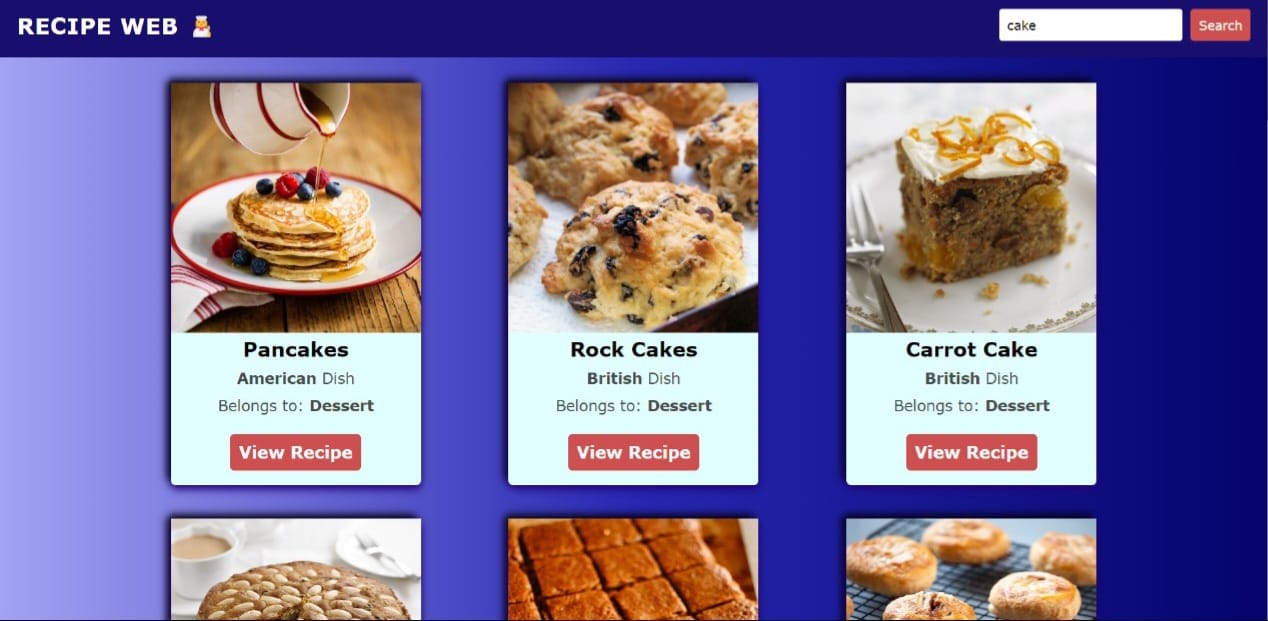 RECIPE WEB
cake
Search
Pancakes
American Dish
Belongs to: Dessert
View Recipe
Rock Cakes
British Dish
Belongs to: Dessert
View Recipe
Carrot Cake
British Dish
Belongs to: Dessert
View Recipe